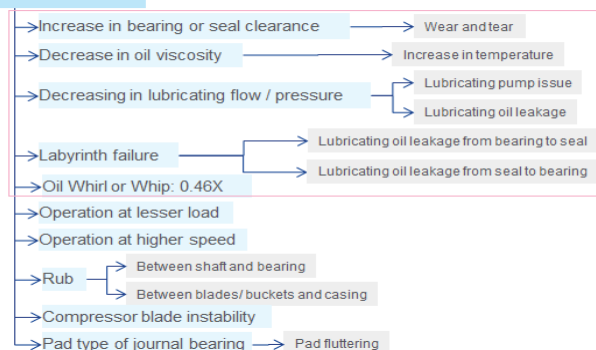 Increase in bearing or seal clearance
Wear and tear
Decrease in oil viscosity
Increase in temperature
Decreasing in lubricating flow / pressure
Lubricating pump issue
Lubricating oil leakage
Labyrinth failure
Lubricating oil leakage from bearing to seal
Lubricating oil leakage from seal to bearing
Oil Whirl or Whip: 0.46X
Operation at lesser load
Operation at higher speed
Rub
Between shaft and bearing
Between blades/ buckets and casing
Compressor blade instability
Pad type of journal bearing
Pad fluttering